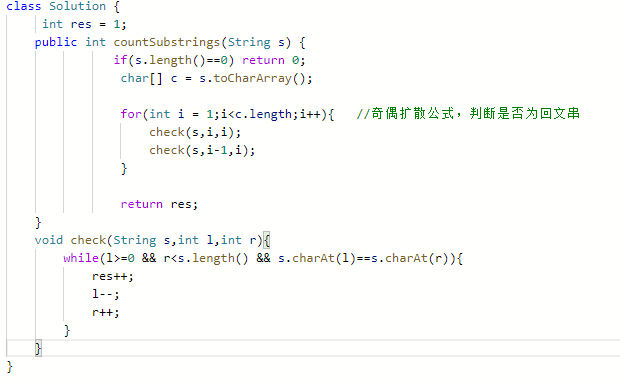 class Solution {
int res = 1;
public int countSubstrings(String s) {
if(s.length()==0) return 0;
char[] c = s.toCharArray();
for(int i = 1;i<c.length;i++){ //奇偶扩散公式，判断是否为回文串
check(s,i,i);
check(s,i-1,i);
}
return res;
}
void check(String s,int l,int r){
while(l>=0 && r<s.length() && s.charAt(l)==s.charAt(r)){
res++;
l--;
r++;
}
}
}